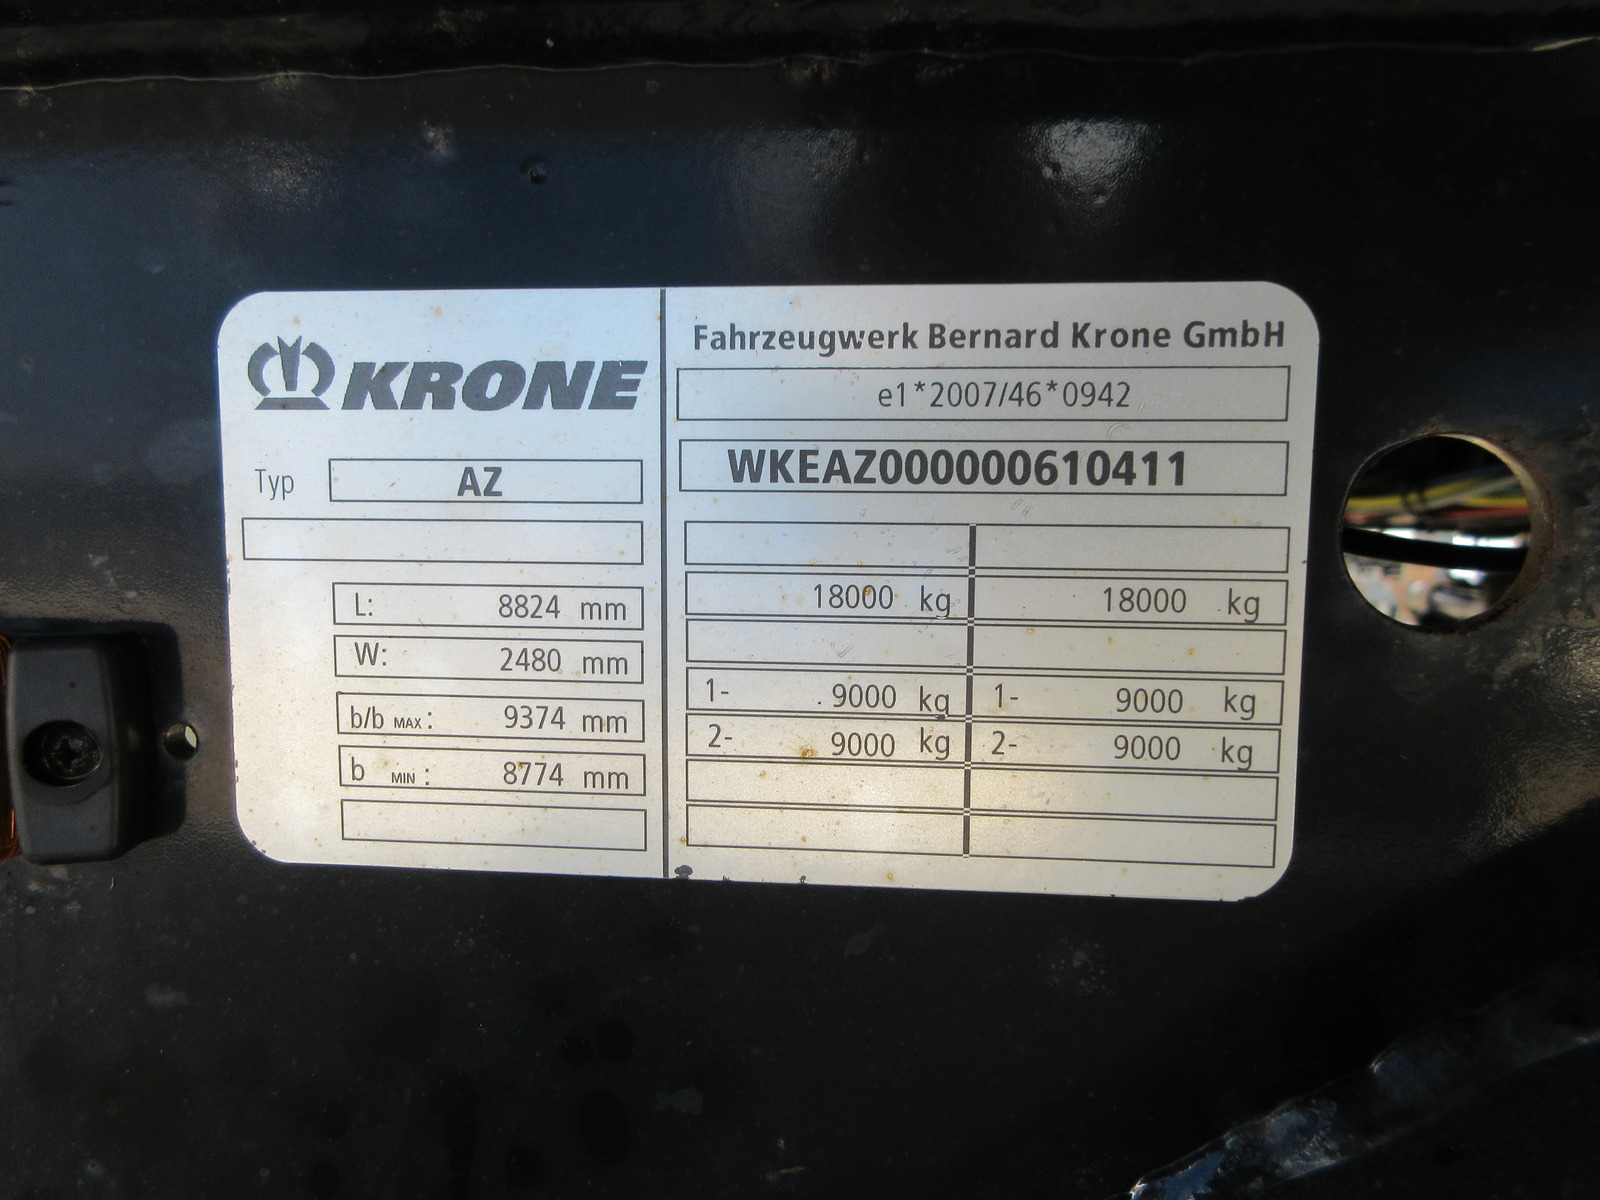 KRONE
Typ AZ
L: 8824 mm
W: 2480 mm
b/b MAX: 9374 mm
b MIN: 8774 mm
Fahrzeugwerk Bernard Krone GmbH
e1*2007/46*0942
WKEAZ000000610411
18000 kg 18000 kg
1- 9000 kg 1- 9000 kg
2- 9000 kg 2- 9000 kg